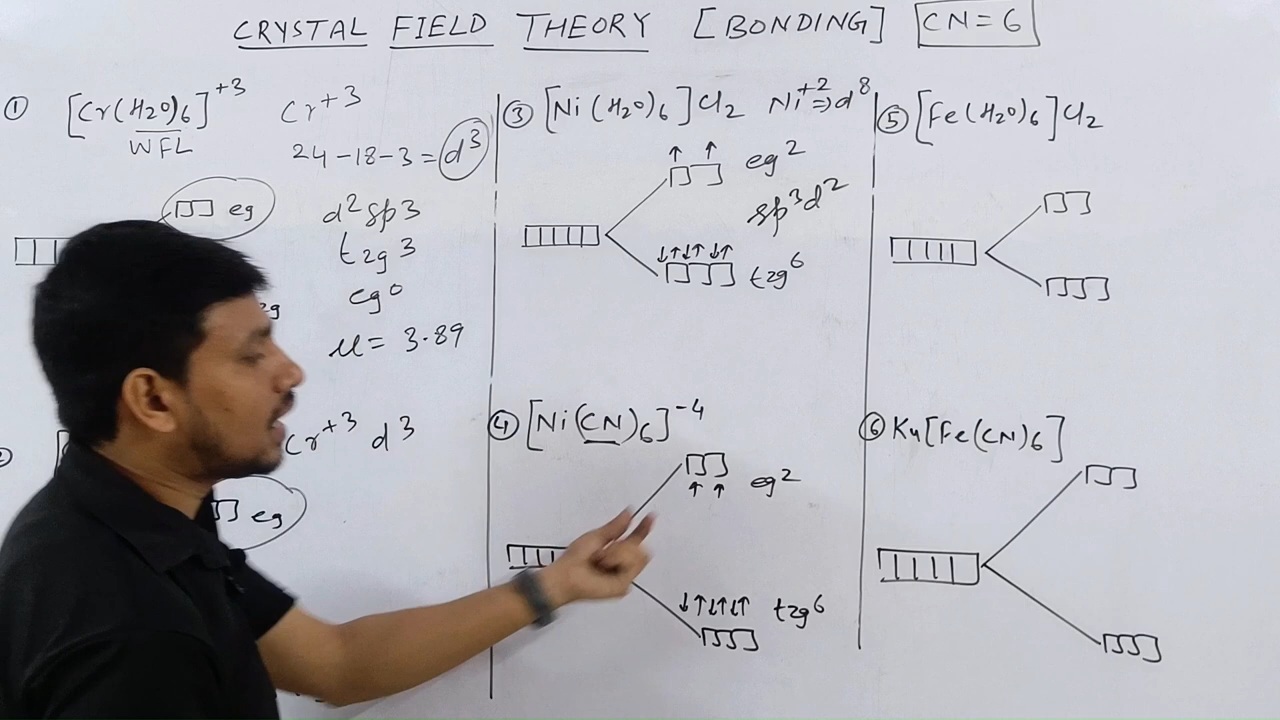 CRYSTAL FIELD THEORY [BONDING] CN=6
① [Cr(H₂O)₆]⁺³ Cr⁺³
WFL
24-18-3=d³
eg
d²sp³
t₂g³
eg⁰
μ= 3.89
Cr⁺³ d³
eg
③ [Ni(H₂O)₆]Cl₂ Ni⁺²⇒d⁸
↑ ↑ eg²
sp³d²
↓↑↓↑ ↓↑
t₂g⁶
④ [Ni(CN)₆]⁻⁴
↑ ↑ eg²
↓↑↓↑↓↑ t₂g⁶
⑤ [Fe(H₂O)₆]Cl₂
⑥ K₄[Fe(CN)₆]